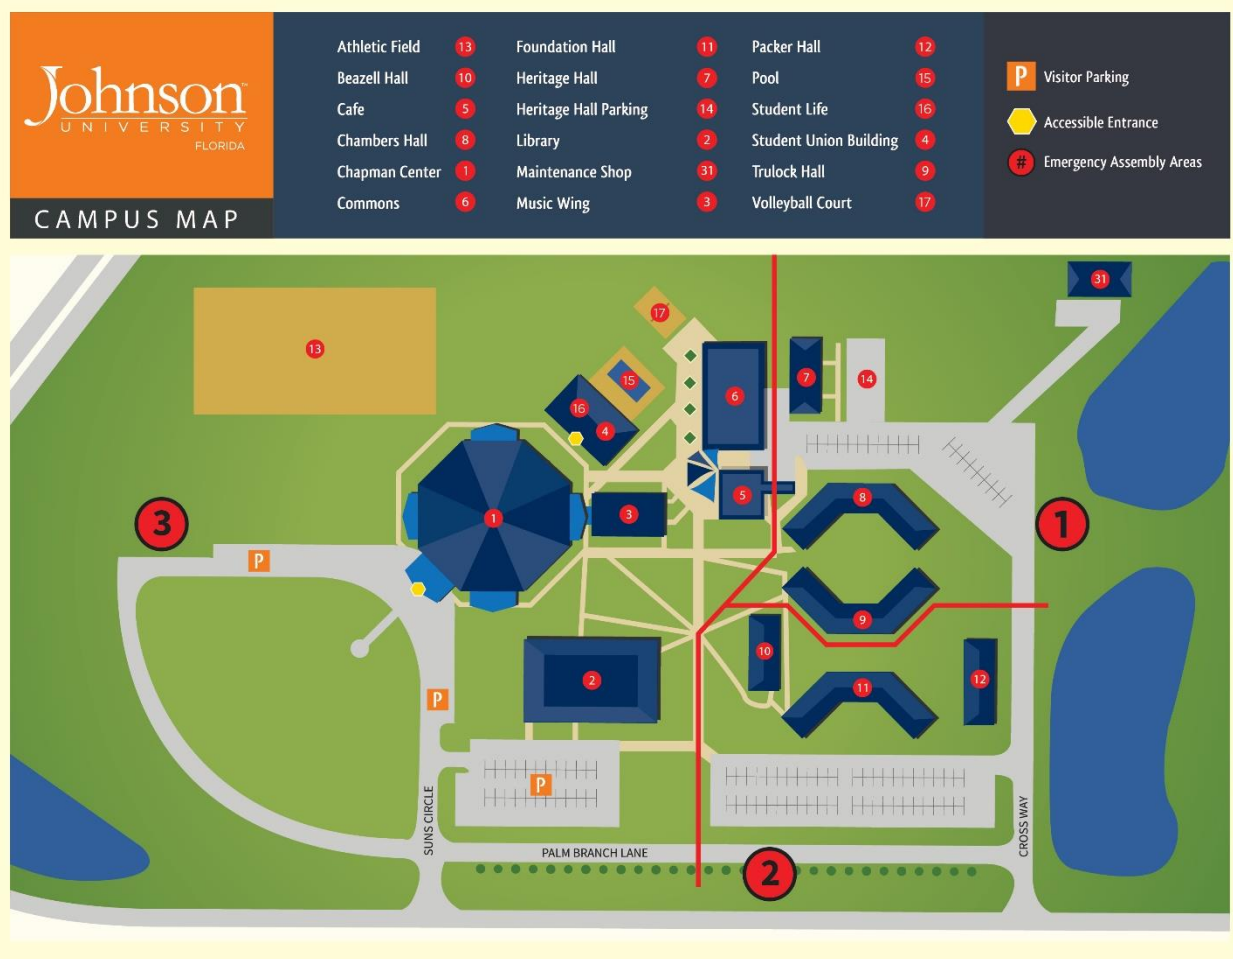 Johnson™
UNIVERSITY
FLORIDA
CAMPUS MAP
Athletic Field 13
Beazell Hall 10
Cafe 5
Chambers Hall 8
Chapman Center 1
Commons 6
Foundation Hall 11
Heritage Hall 7
Heritage Hall Parking 14
Library 2
Maintenance Shop 31
Music Wing 3
Packer Hall 12
Pool 15
Student Life 16
Student Union Building 4
Trulock Hall 9
Volleyball Court 17
P Visitor Parking
Accessible Entrance
# Emergency Assembly Areas
31
17
13
15
7
14
6
16
4
5
8
3
1
3
1
P
9
10
12
2
11
P
P
SUNS CIRCLE
PALM BRANCH LANE
CROSS WAY
2